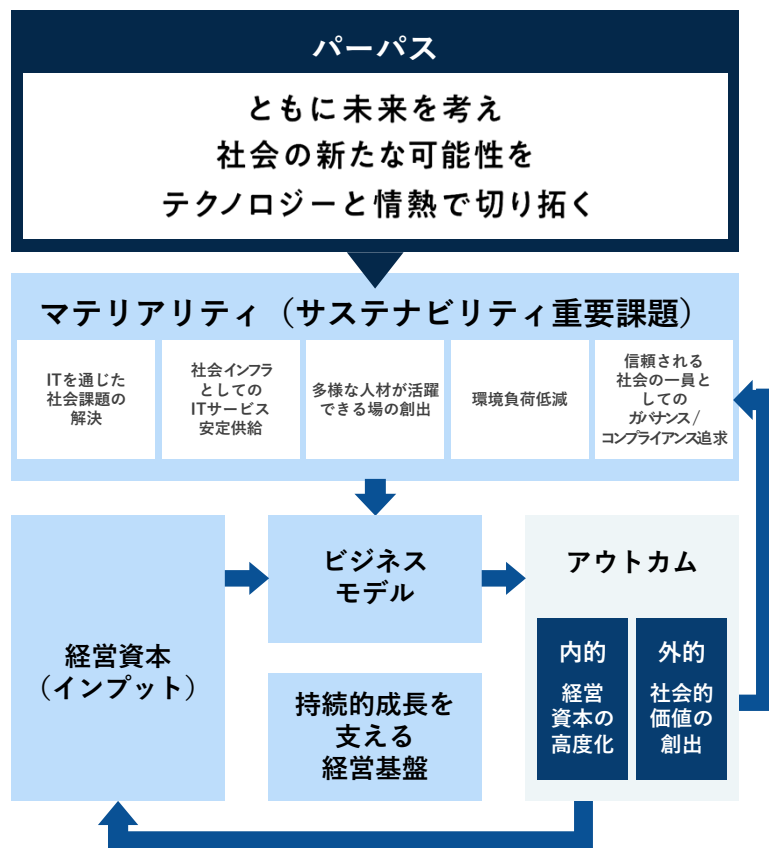 パーパス
ともに未来を考え
社会の新たな可能性を
テクノロジーと情熱で切り拓く
マテリアリティ（サステナビリティ重要課題）
ITを通じた
社会課題の
解決
社会インフラ
としての
ITサービス
安定供給
多様な人材が活躍
できる場の創出
環境負荷低減
信頼される
社会の一員と
しての
ガバナンス/
コンプライアンス追求
経営資本
（インプット）
ビジネス
モデル
持続的成長を
支える
経営基盤
アウトカム
内的
経営
資本の
高度化
外的
社会的
価値の
創出